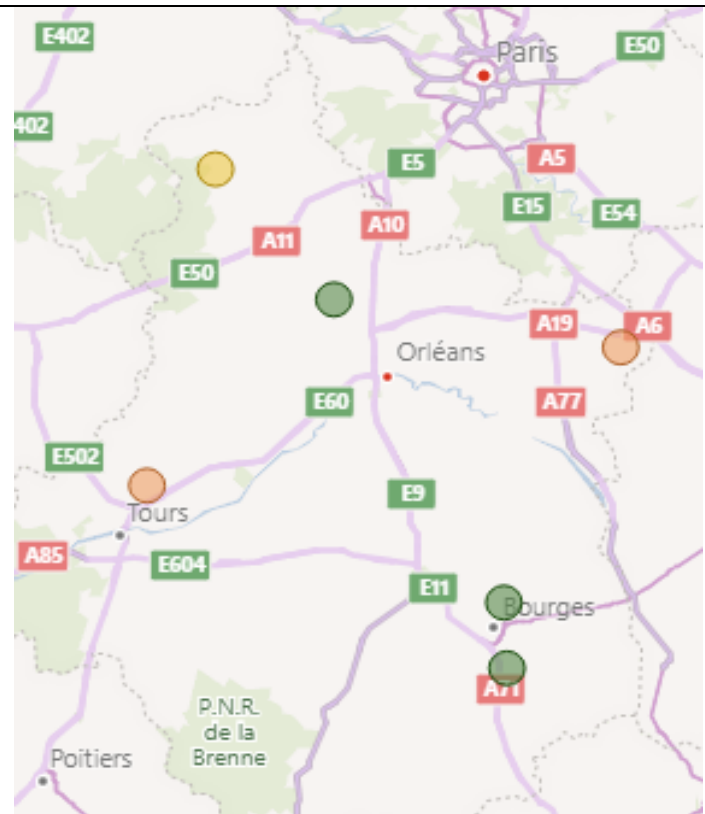 E402
Paris
E50
402
E5
A5
E15
E54
A10
A11
E50
A19
A6
Orléans
E60
A77
E502
E9
Tours
A85
E604
E11
Bourges
A71
P.N.R.
de la
Brenne
Poitiers